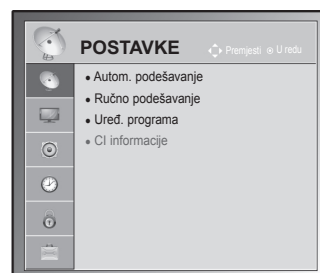 POSTAVKE Premjesti U redu
• Autom. podešavanje
• Ručno podešavanje
• Uređ. programa
• CI informacije